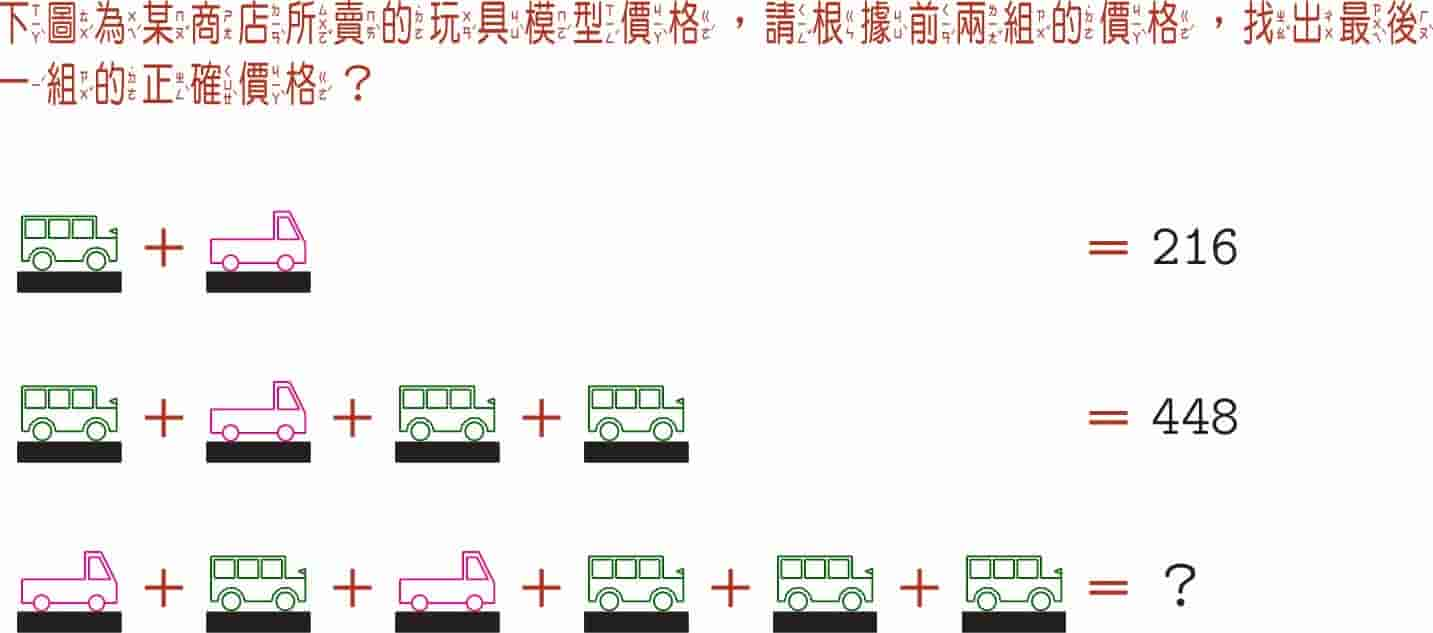 下圖為某商店所賣的玩具模型價格，請根據前兩組的價格，找出最後
一組的正確價格？
+ = 216
+ + + = 448
+ + + + + = ?